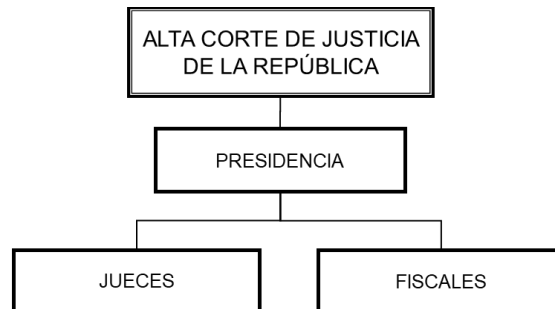 ALTA CORTE DE JUSTICIA
DE LA REPÚBLICA
PRESIDENCIA
JUECES
FISCALES